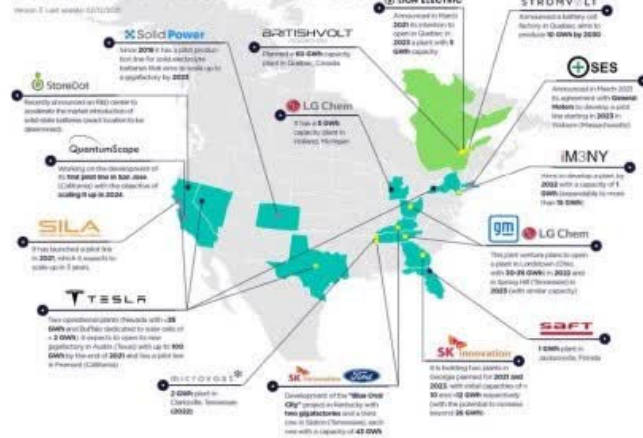 Solid Power
Since 2019 it has a pilot produc-
tion line for solid electrolyte
batteries that aims to scale up to
a gigafactory by 2023
BRITISHVOLT
Planned a 60 GWh capacity
plant in Quebec, Canada
LION ELECTRIC
Announced in March
2021 its intention to
open in Quebec in
2023 a plant with 5
GWh capacity
STROMVOLT
Announced a battery cell
factory in Quebec, aims to
produce 10 GWh by 2030
StoreDot
Recently announced an R&D center to
accelerate the market introduction of
solid-state batteries (exact location to be
determined)
LG Chem
It has a 5 GWh
capacity plant in
Holland, Michigan
SES
Announced in March 2021
its agreement with General
Motors to develop a pilot
line starting in 2023 in
Woburn (Massachusetts)
QuantumScape
Working on the development of
its first pilot line in San Jose
(California) with the objective of
scaling it up in 2024
iM3NY
Aims to develop a plant by
2022 with a capacity of 1
GWh (expandable to more
than 15 GWh)
SILA
It has launched a pilot line
in 2021, which it expects to
scale-up in 3 years.
gm LG Chem
This joint venture plans to open
a plant in Lordstown (Ohio,
with 30-35 GWh) in 2022 and
in Spring Hill (Tennessee) in
2023 (with similar capacity)
TESLA
Two operational plants (Nevada with
GWh and Buffalo dedicated to solar cells of
2 GWh). It expects to open its new
gigafactory in Austin (Texas) with up to 100
GWh by the end of 2021 and has a pilot line
in Fremont (California)
SAFT
1 GWh plant in
Jacksonville, Florida
microvast
2 GWh plant in
Clarksville, Tennessee
(2022)
SK innovation Ford
Development of the "Blue Oval
City" project in Kentucky with
two gigafactories and a third
one in Stanton (Tennessee), each
one with a capacity of 43 GWh
SK innovation
It is building two plants in
Georgia planned for 2021 and
2023, with initial capacities of
10 and 12 GWh respectively
(with the potential to increase
beyond